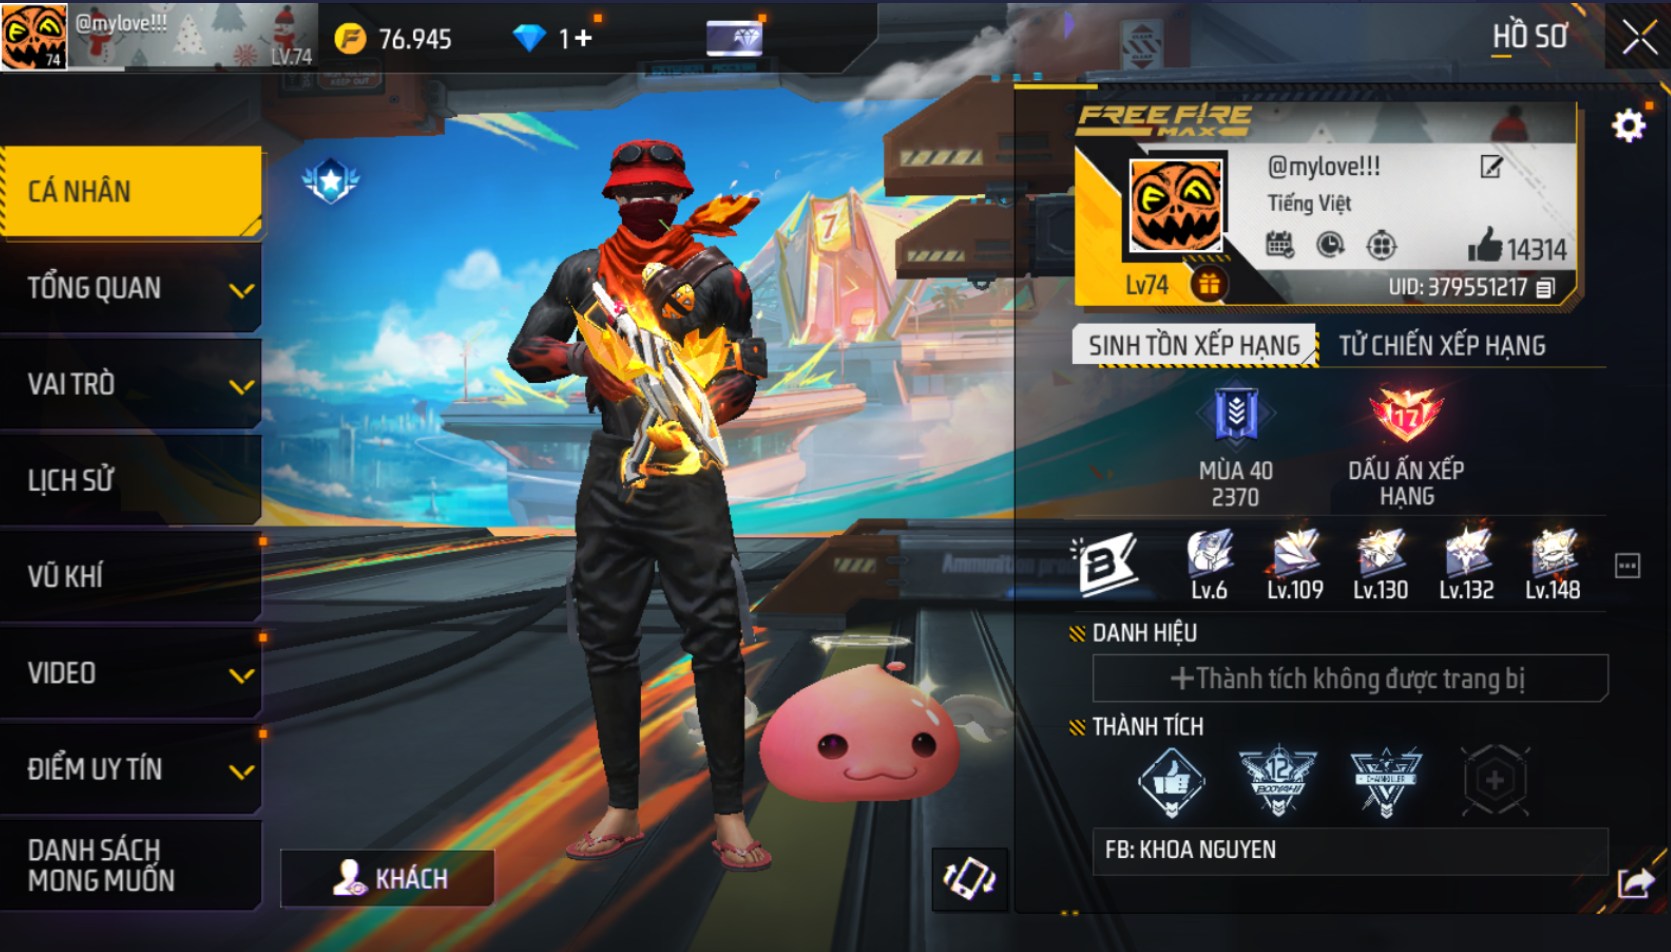 @mylove!!!
74
LV.74
76.945
1+
HỒ SƠ
CÁ NHÂN
TỔNG QUAN
VAI TRÒ
LỊCH SỬ
VŨ KHÍ
VIDEO
ĐIỂM UY TÍN
DANH SÁCH
MONG MUỐN
KHÁCH
7
FREE FIRE
MAX
@mylove!!!
Tiếng Việt
14314
Lv74
UID: 379551217
SINH TỒN XẾP HẠNG
TỬ CHIẾN XẾP HẠNG
17
MÙA 40
2370
DẤU ẤN XẾP
HẠNG
B
Lv.6
Lv.109
Lv.130
Lv.132
Lv.148
DANH HIỆU
+Thành tích không được trang bị
THÀNH TÍCH
12
BOOYAH!
FB: KHOA NGUYEN